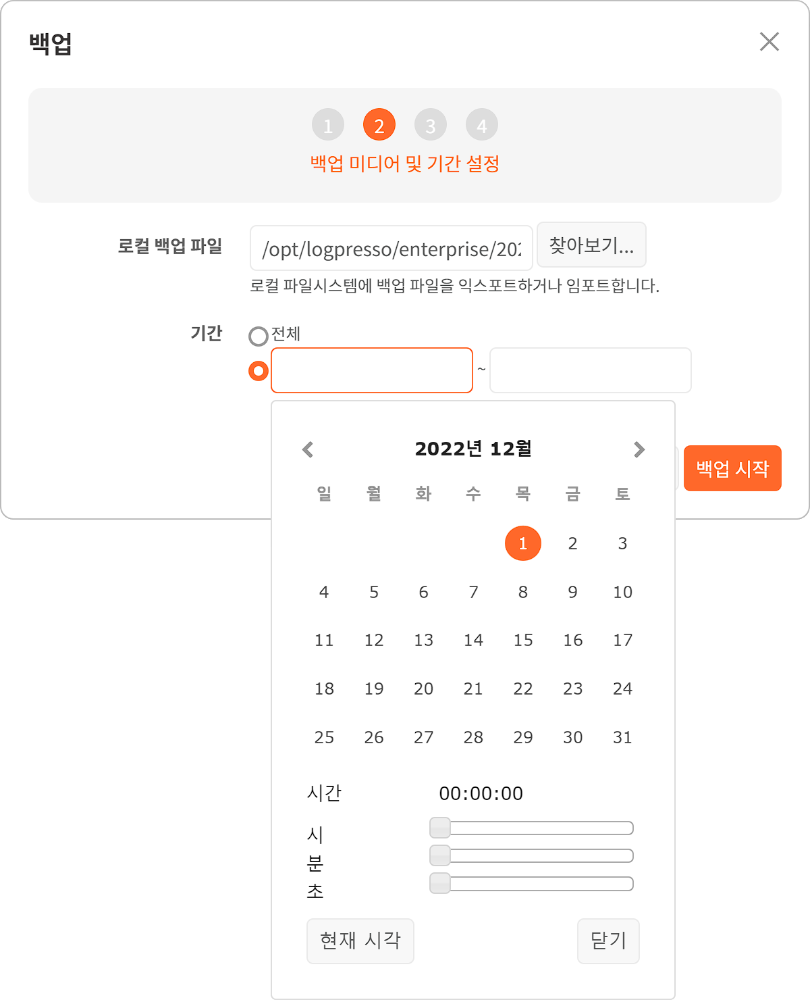 백업
1 2 3 4
백업 미디어 및 기간 설정
로컬 백업 파일 /opt/logpresso/enterprise/202 찾아보기...
로컬 파일시스템에 백업 파일을 익스포트하거나 임포트합니다.
기간 전체
~
2022년 12월
백업 시작
일 월 화 수 목 금 토
1 2 3
4 5 6 7 8 9 10
11 12 13 14 15 16 17
18 19 20 21 22 23 24
25 26 27 28 29 30 31
시간 00:00:00
시
분
초
현재 시각 닫기